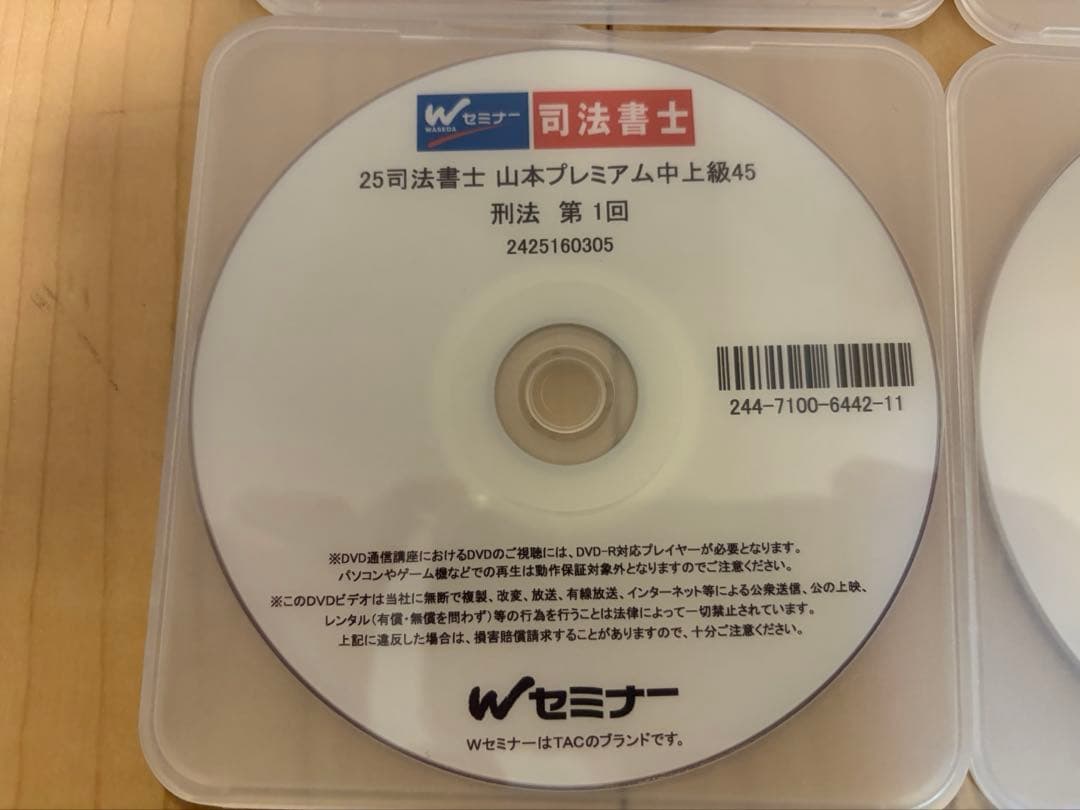 Wセミナー 司法書士
WASEDA
25司法書士 山本プレミアム中上級45
刑法 第 1回
2425160305
244-7100-6442-11
※DVD通信講座におけるDVDのご視聴には、DVD-R対応プレイヤーが必要となります。
パソコンやゲーム機などでの再生は動作保証対象外となりますのでご注意ください。
※このDVDビデオは当社に無断で複製、改変、放送、有線放送、インターネット等による公衆送信、公の上映、
レンタル(有償・無償を問わず)等の行為を行うことは法律によって一切禁止されています。
上記に違反した場合は、損害賠償請求することがありますので、十分ご注意ください。
Wセミナー
WセミナーはTACのブランドです。